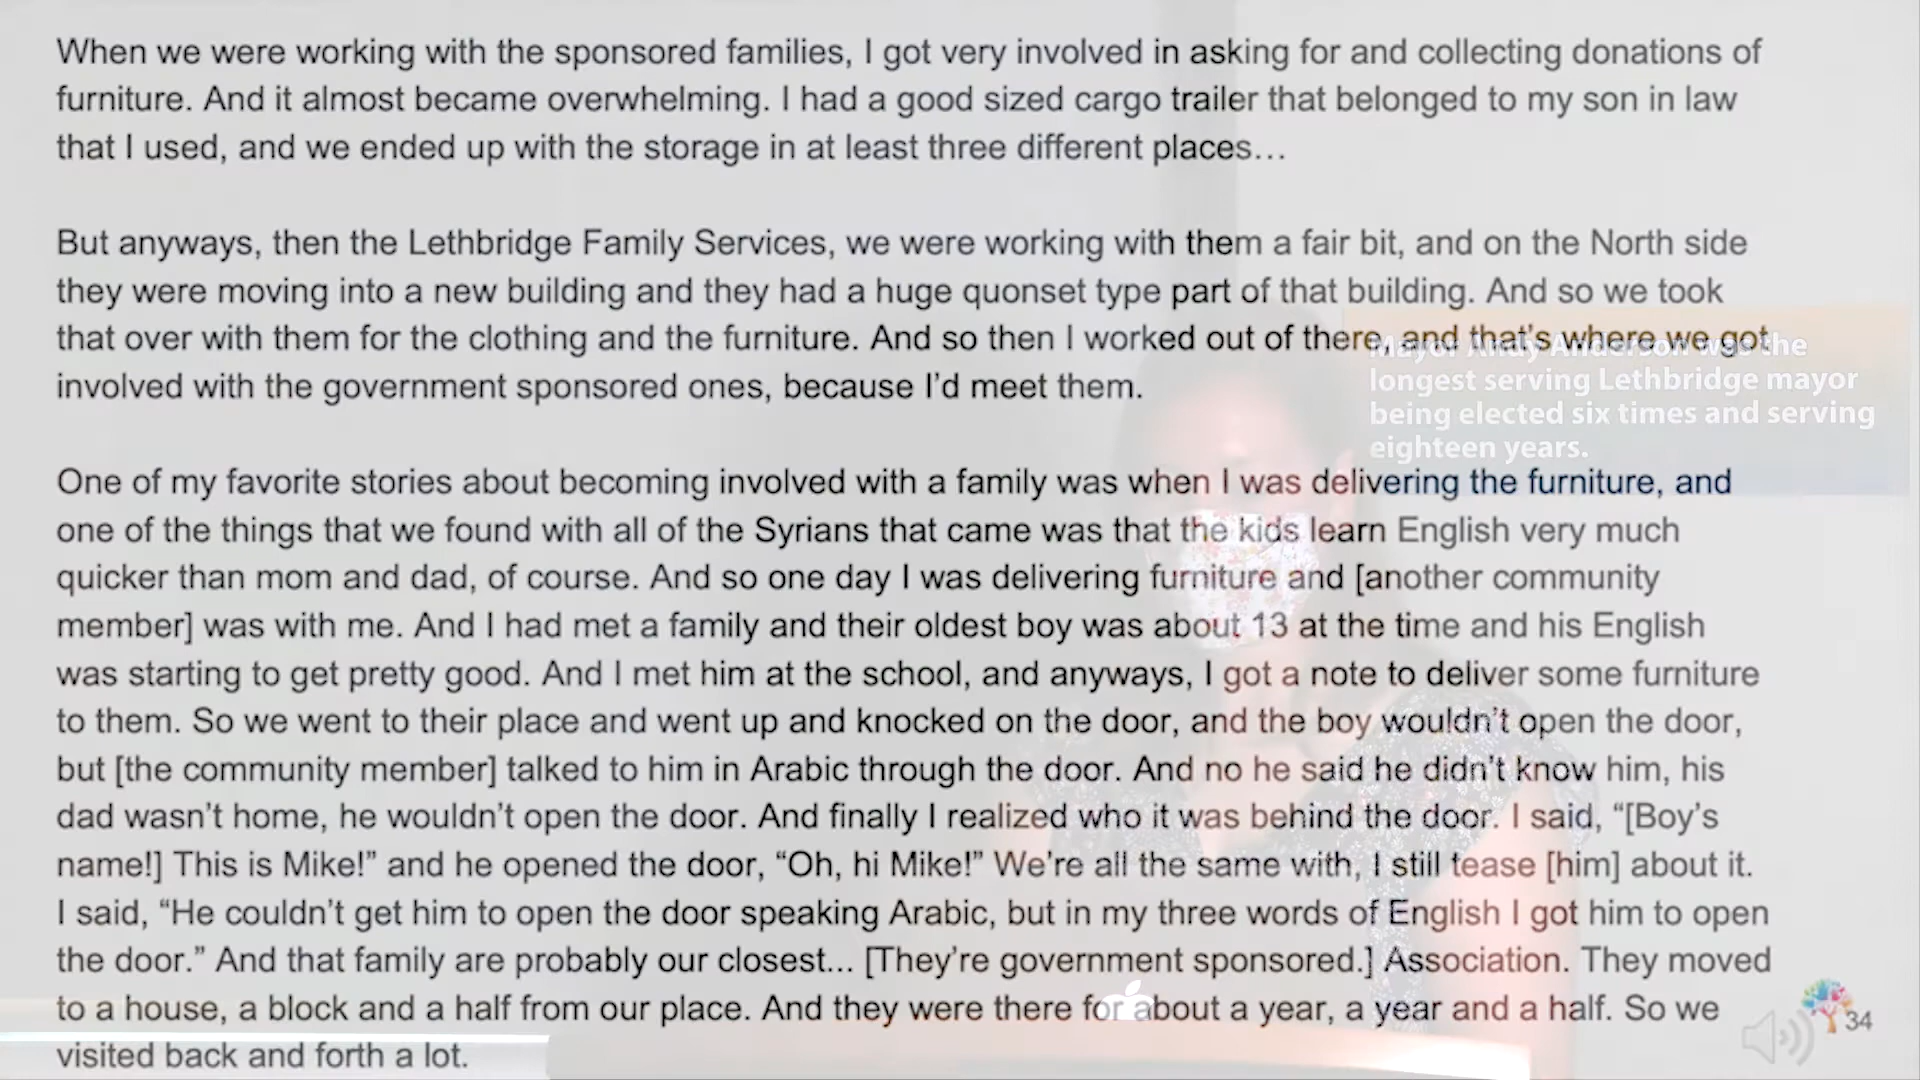 When we were working with the sponsored families, I got very involved in asking for and collecting donations of
furniture. And it almost became overwhelming. I had a good sized cargo trailer that belonged to my son in law
that I used, and we ended up with the storage in at least three different places…
But anyways, then the Lethbridge Family Services, we were working with them a fair bit, and on the North side
they were moving into a new building and they had a huge quonset type part of that building. And so we took
that over with them for the clothing and the furniture. And so then I worked out of there, and that’s where we got
involved with the government sponsored ones, because I’d meet them.
Mayor Andy Anderson was the
longest serving Lethbridge mayor
being elected six times and serving
eighteen years.
One of my favorite stories about becoming involved with a family was when I was delivering the furniture, and
one of the things that we found with all of the Syrians that came was that the kids learn English very much
quicker than mom and dad, of course. And so one day I was delivering furniture and [another community
member] was with me. And I had met a family and their oldest boy was about 13 at the time and his English
was starting to get pretty good. And I met him at the school, and anyways, I got a note to deliver some furniture
to them. So we went to their place and went up and knocked on the door, and the boy wouldn’t open the door,
but [the community member] talked to him in Arabic through the door. And no he said he didn’t know him, his
dad wasn’t home, he wouldn’t open the door. And finally I realized who it was behind the door. I said, “[Boy’s
name!] This is Mike!” and he opened the door, “Oh, hi Mike!” We’re all the same with, I still tease [him] about it.
I said, “He couldn’t get him to open the door speaking Arabic, but in my three words of English I got him to open
the door.” And that family are probably our closest... [They’re government sponsored.] Association. They moved
to a house, a block and a half from our place. And they were there for about a year, a year and a half. So we
visited back and forth a lot.
34